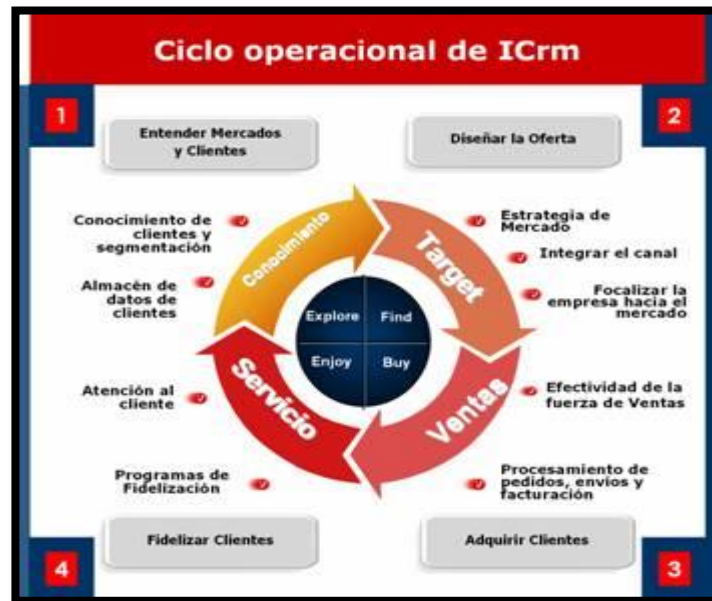 Ciclo operacional de ICrm
1
Entender Mercados
y Clientes
Diseñar la Oferta
2
Conocimiento de
clientes y
segmentación
Almacén de
datos de
clientes
Conocimiento
Target
Estrategia de
Mercado
Integrar el canal
Focalizar la
empresa hacia el
mercado
Explore
Find
Enjoy
Buy
Atención al
cliente
Programas de
Fidelización
Servicio
Ventas
Efectividad de la
fuerza de Ventas
Procesamiento de
pedidos, envíos y
facturación
4
Fidelizar Clientes
Adquirir Clientes
3